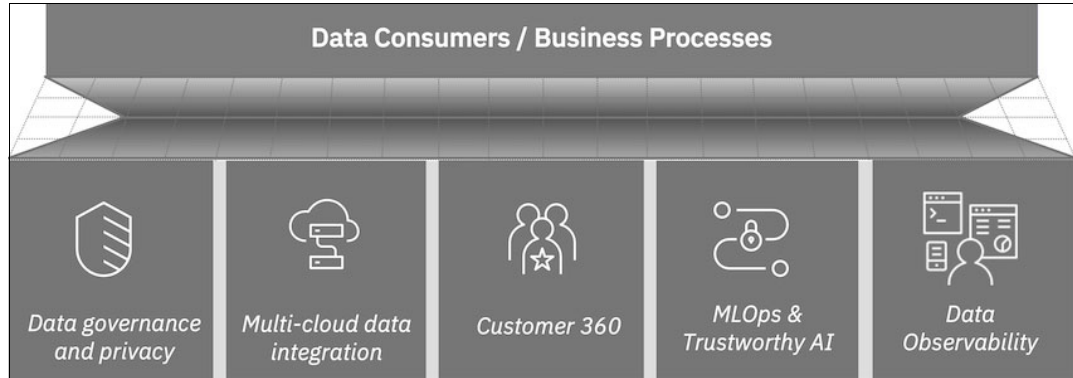 Data Consumers / Business Processes
Data governance
and privacy
Multi-cloud data
integration
Customer 360
MLOps &
Trustworthy AI
Data
Observability